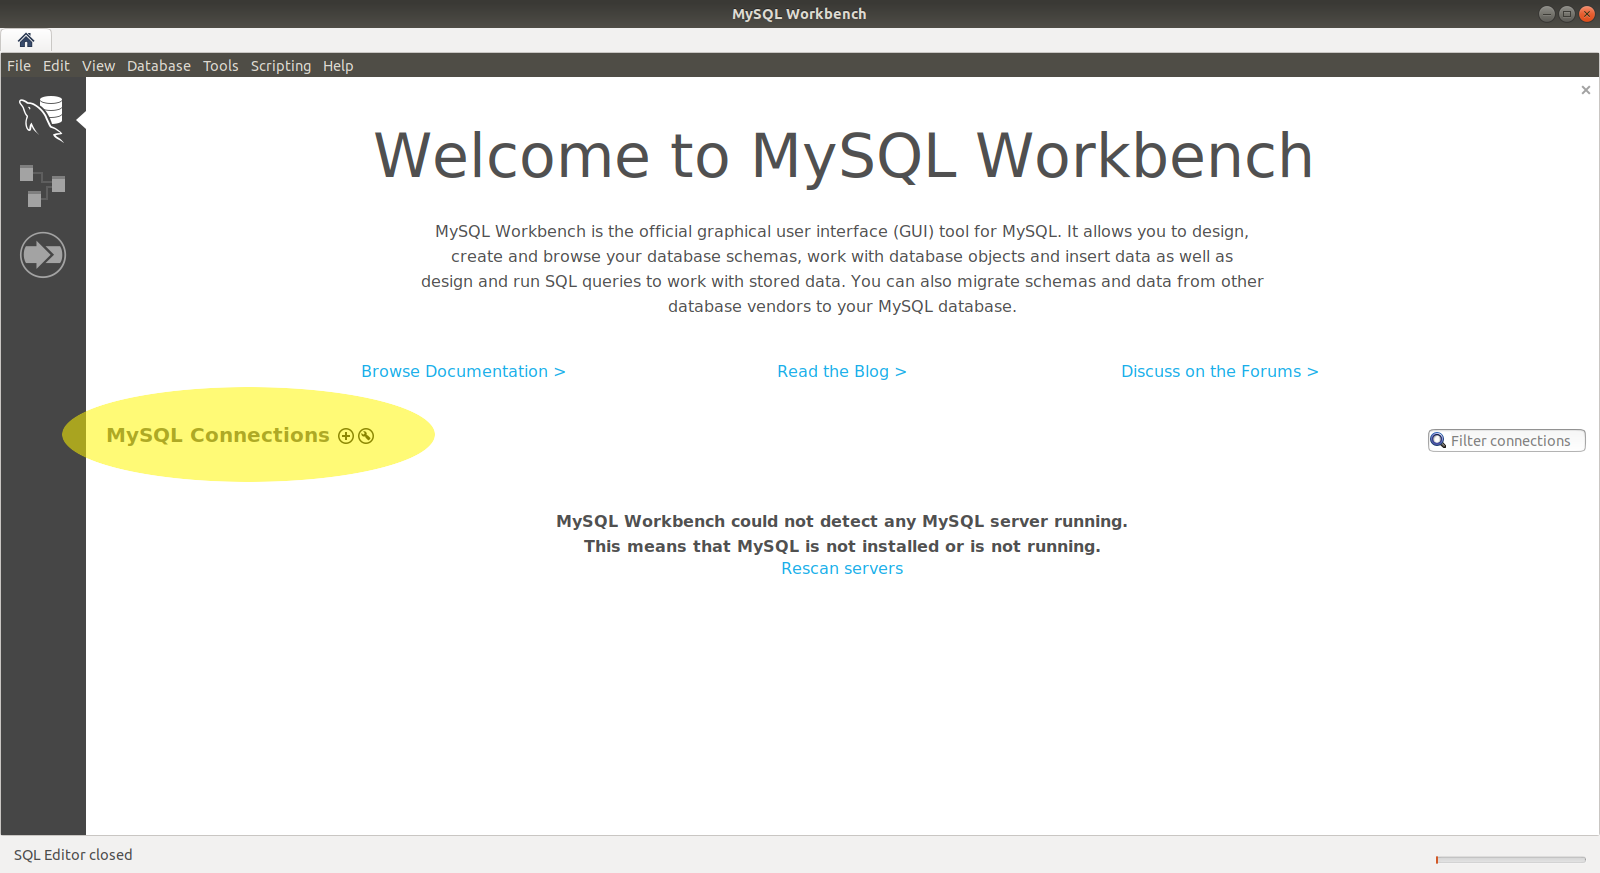 MySQL Workbench
File Edit View Database Tools Scripting Help
Welcome to MySQL Workbench
MySQL Workbench is the official graphical user interface (GUI) tool for MySQL. It allows you to design,
create and browse your database schemas, work with database objects and insert data as well as
design and run SQL queries to work with stored data. You can also migrate schemas and data from other
database vendors to your MySQL database.
Browse Documentation > Read the Blog > Discuss on the Forums >
MySQL Connections
Filter connections
MySQL Workbench could not detect any MySQL server running.
This means that MySQL is not installed or is not running.
Rescan servers
SQL Editor closed